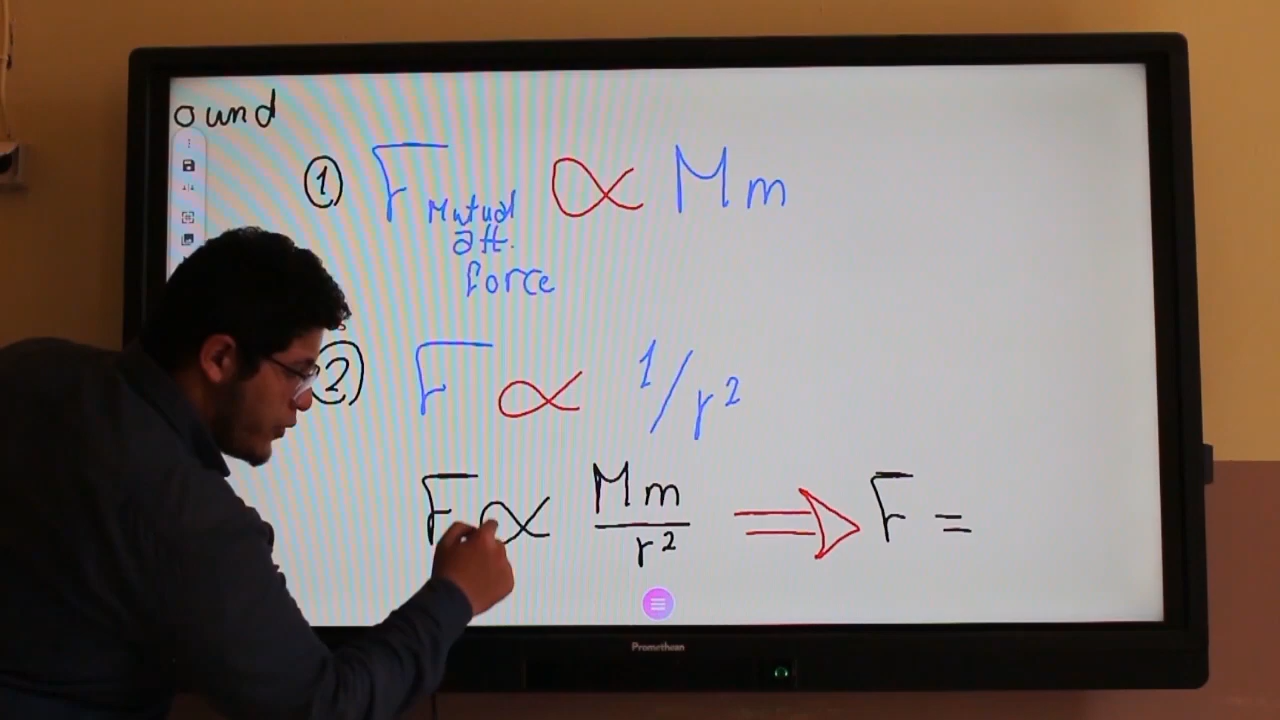 ound
① F Mutual ∝ Mm
att.
force
② F ∝ 1/r²
F ∝ Mm/r² ⇒ F =
Promethean